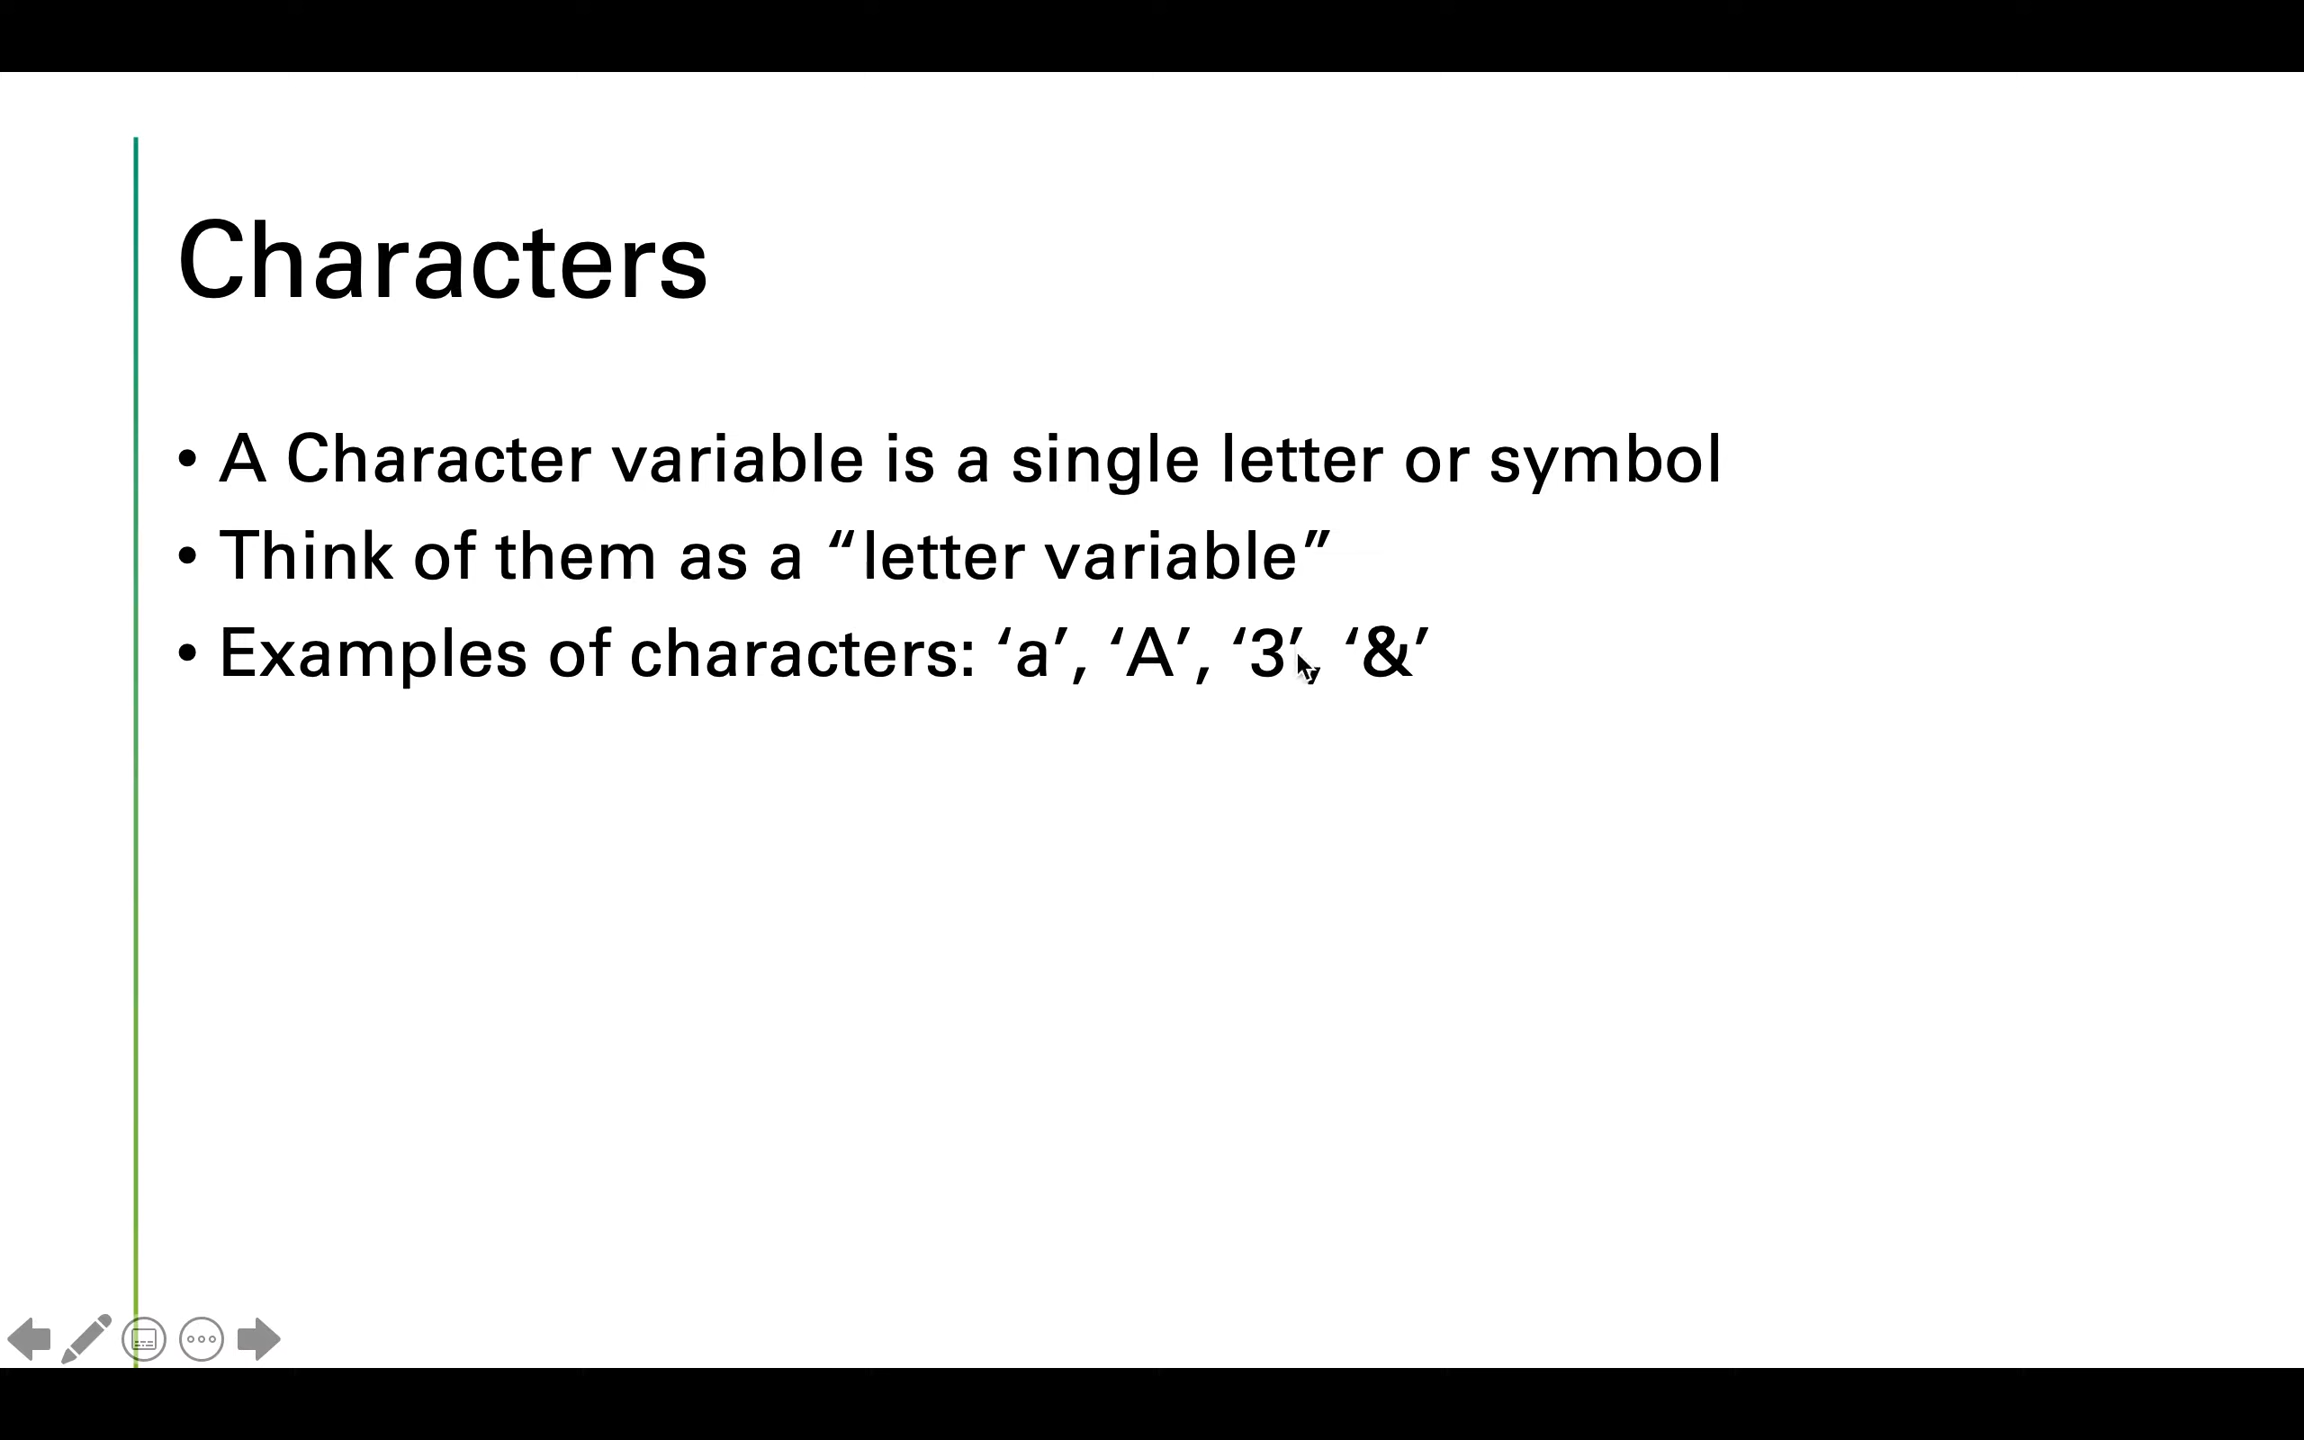 Characters
• A Character variable is a single letter or symbol
• Think of them as a “letter variable”
• Examples of characters: ‘a’, ‘A’, ‘3’, ‘&’